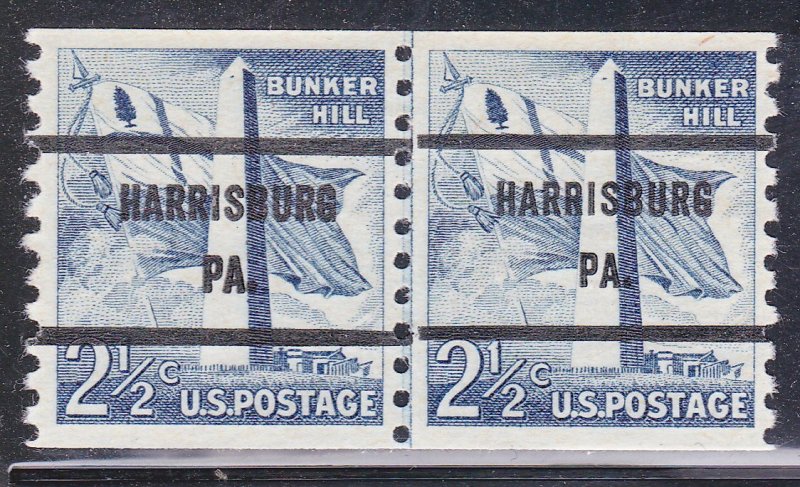 BUNKER
HILL
HARRISBURG
PA.
2½c U.S.POSTAGE
BUNKER
HILL
HARRISBURG
PA.
2½c U.S.POSTAGE